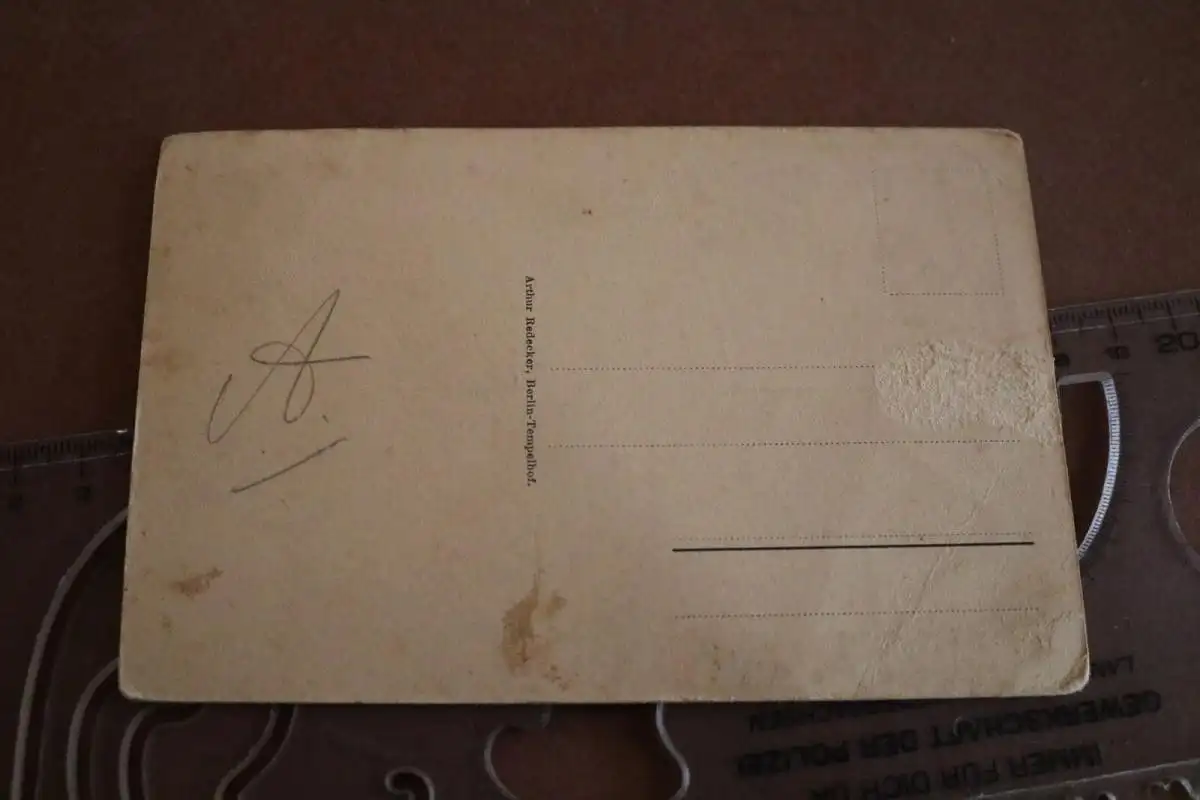 A.
Arthur Redecker, Berlin-Tempelhof.
IMMER FÜR DICH DA
GEWERKSCHAFT DER POLIZEI